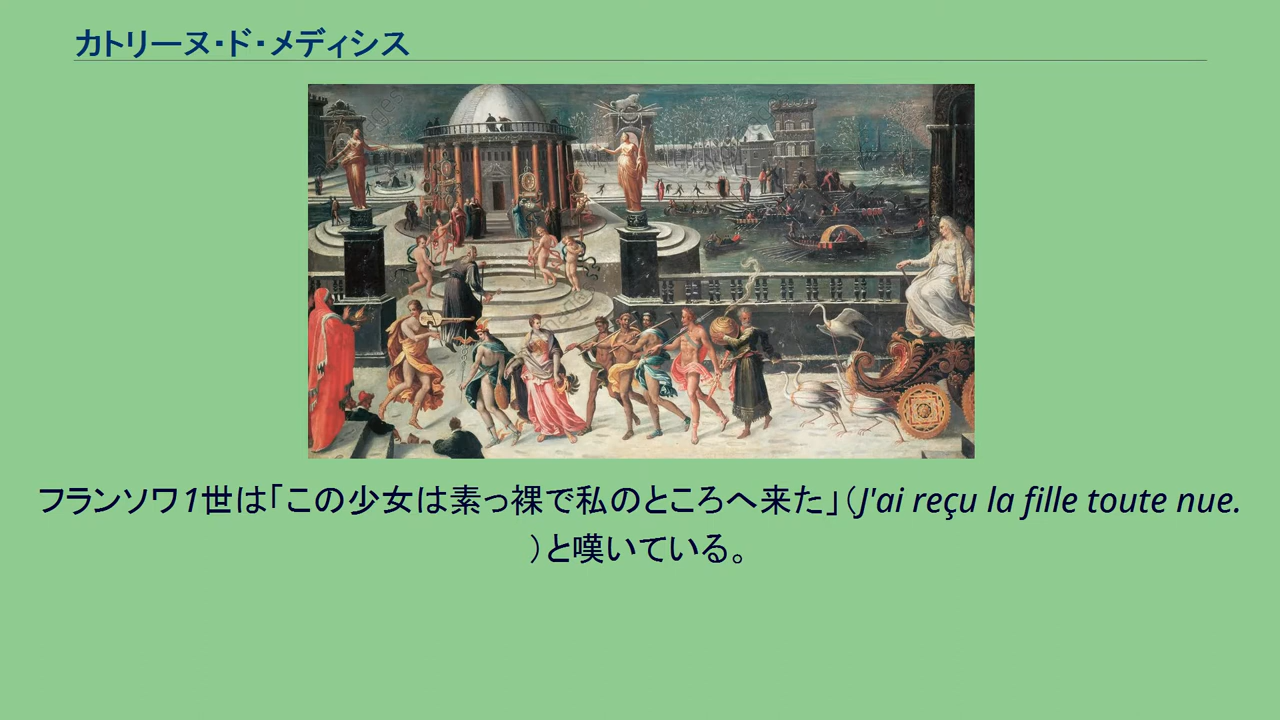 カトリーヌ・ド・メディシス
フランソワ1世は「この少女は素っ裸で私のところへ来た」（J'ai reçu la fille toute nue.
）と嘆いている。